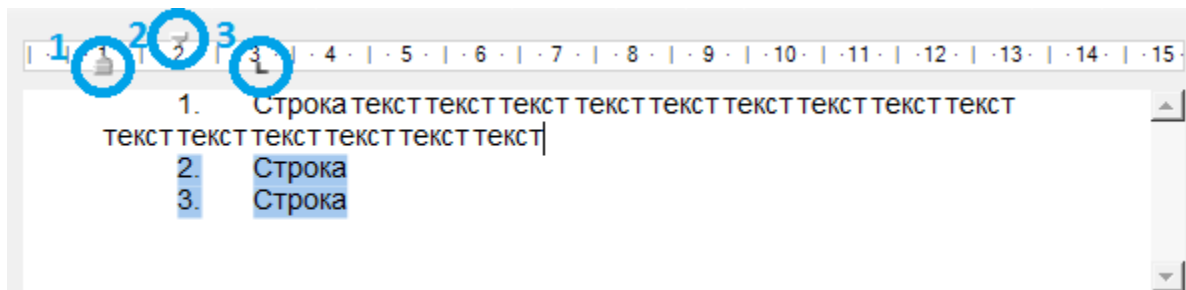 1 2 3
1 2 3 4 5 6 7 8 9 10 11 12 13 14 15
1. Строка текст текст текст текст текст текст текст текст текст
текст текст текст текст текст текст
2. Строка
3. Строка